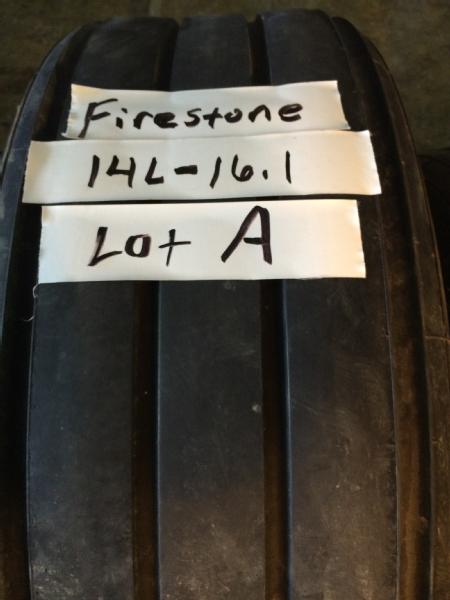 Firestone
14L-16.1
Lot A